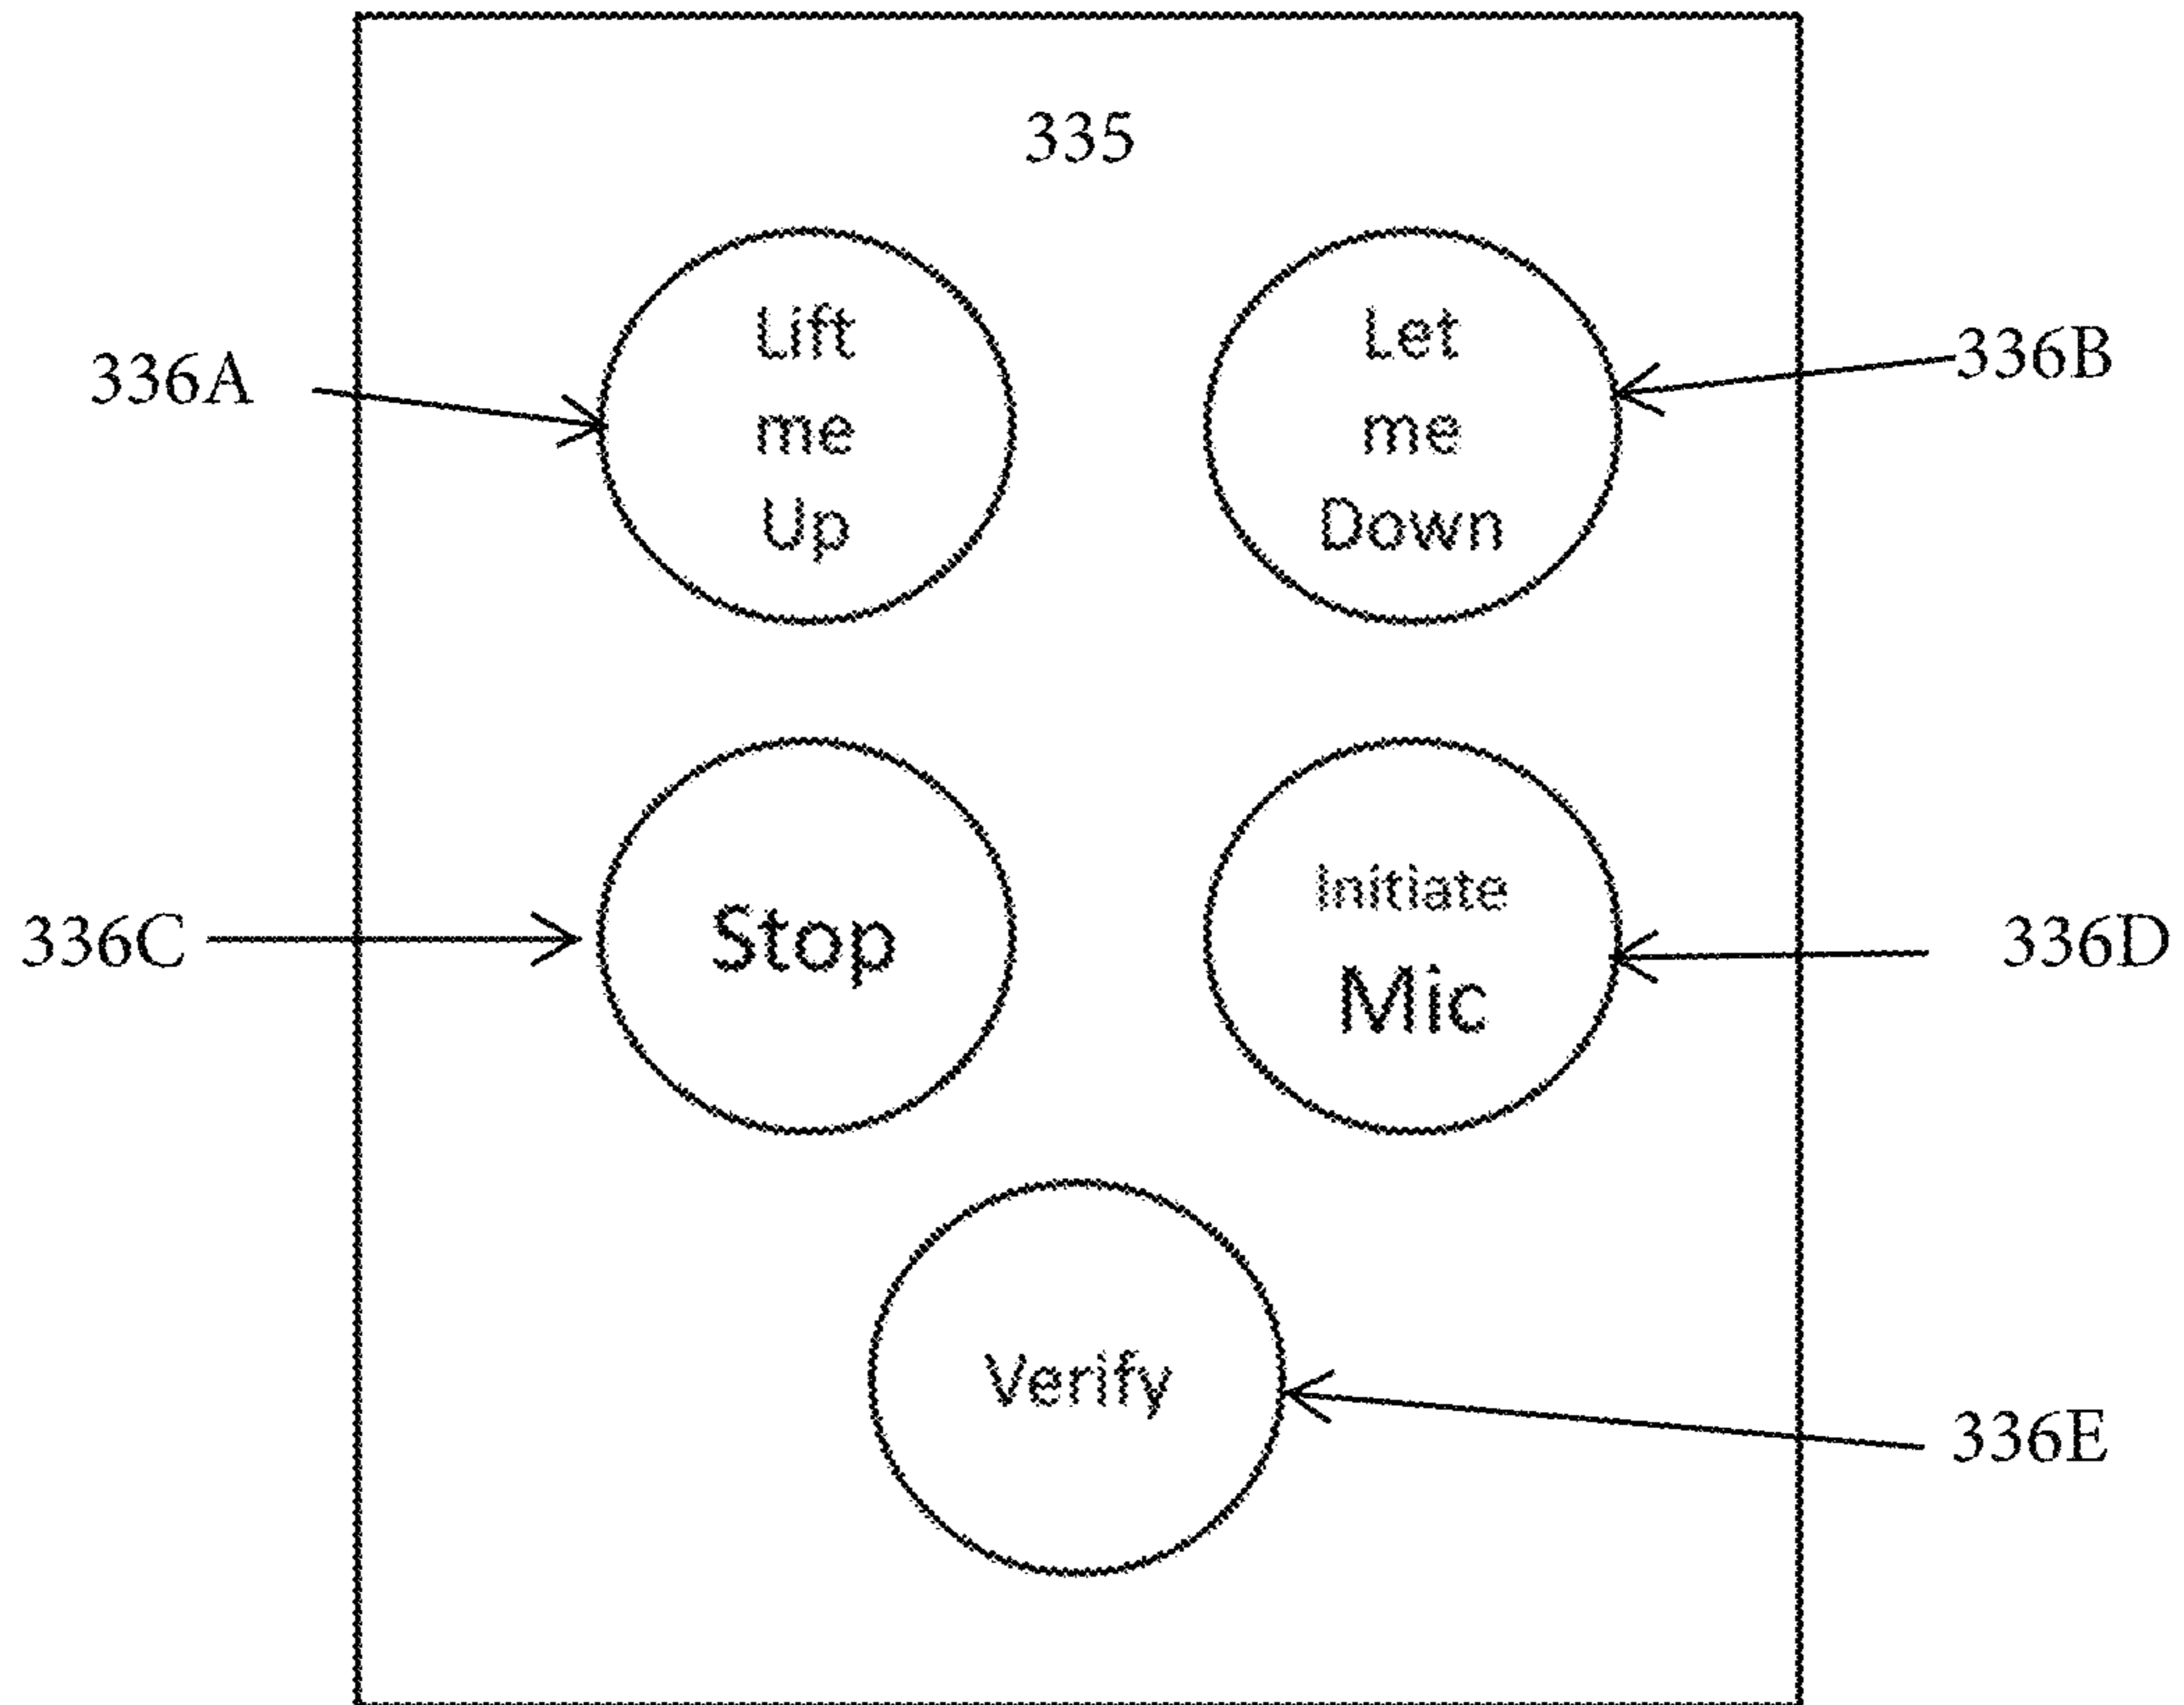 335
336A
Lift
me
Up
Let
me
Down
336B
336C
Stop
Initiate
Mic
336D
Verify
336E